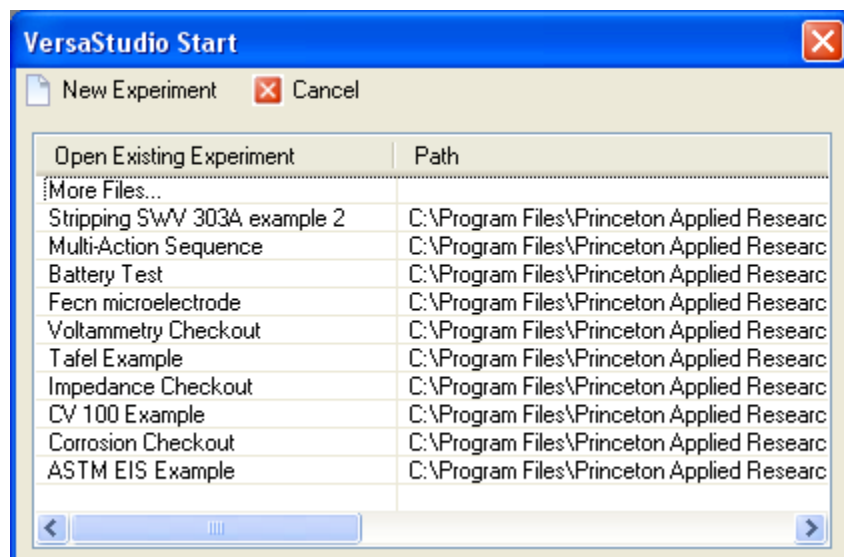 VersaStudio Start
New Experiment Cancel
Open Existing Experiment Path
More Files...
Stripping SWV 303A example 2 C:\Program Files\Princeton Applied Researc
Multi-Action Sequence C:\Program Files\Princeton Applied Researc
Battery Test C:\Program Files\Princeton Applied Researc
Fecn microelectrode C:\Program Files\Princeton Applied Researc
Voltammetry Checkout C:\Program Files\Princeton Applied Researc
Tafel Example C:\Program Files\Princeton Applied Researc
Impedance Checkout C:\Program Files\Princeton Applied Researc
CV 100 Example C:\Program Files\Princeton Applied Researc
Corrosion Checkout C:\Program Files\Princeton Applied Researc
ASTM EIS Example C:\Program Files\Princeton Applied Researc